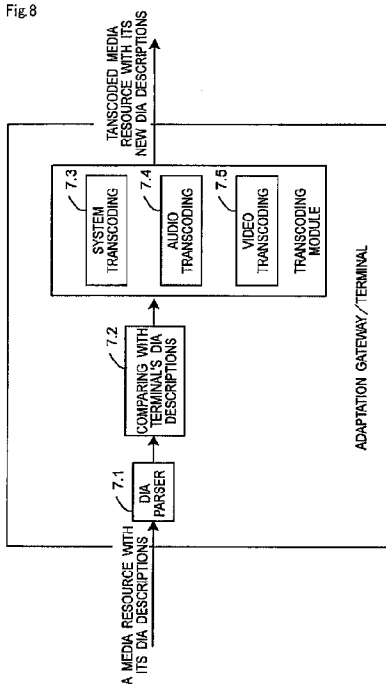 Fig.8
A MEDIA RESOURCE WITH
ITS DIA DESCRIPTIONS
7.1
DIA
PARSER
7.2
COMPARING WITH
TERMINAL'S DIA
DESCRIPTIONS
7.3
SYSTEM
TRANSCODING
7.4
AUDIO
TRANSCODING
7.5
VIDEO
TRANSCODING
TRANSCODING
MODULE
TANSCODED MEDIA
RESOURCE WITH ITS
NEW DIA DESCRIPTIONS
ADAPTATION GATEWAY/TERMINAL